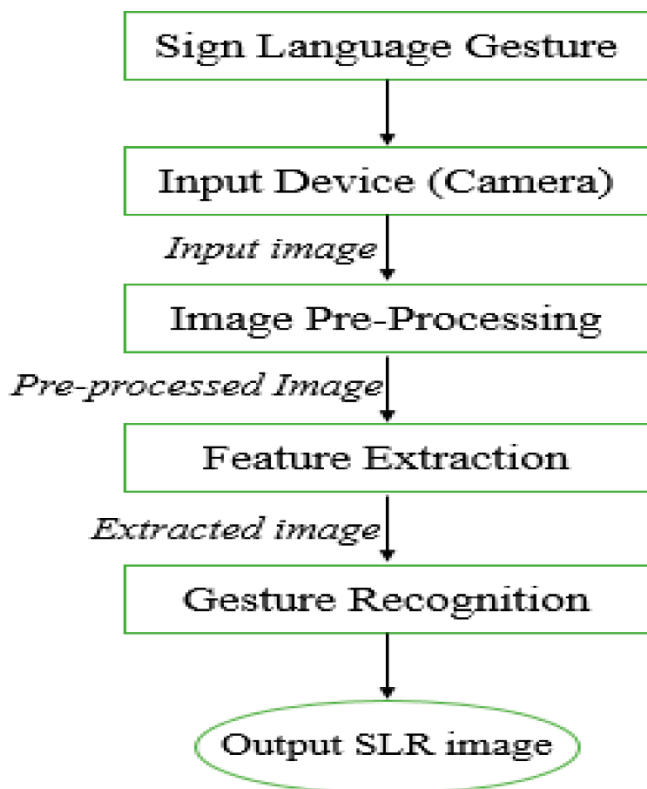 Sign Language Gesture
Input Device (Camera)
Input image
Image Pre-Processing
Pre-processed Image
Feature Extraction
Extracted image
Gesture Recognition
Output SLR image